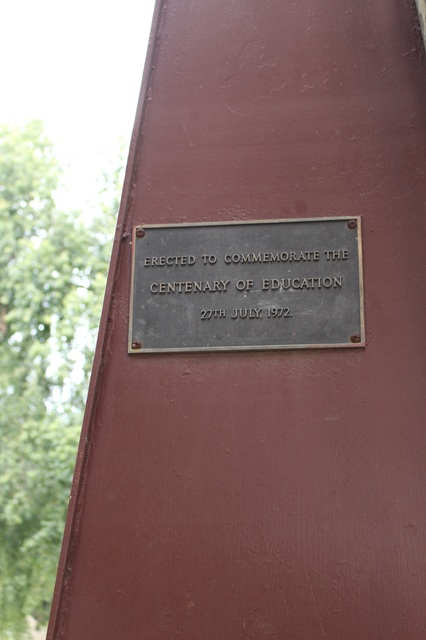 ERECTED TO COMMEMORATE THE
CENTENARY OF EDUCATION
27TH JULY, 1972.